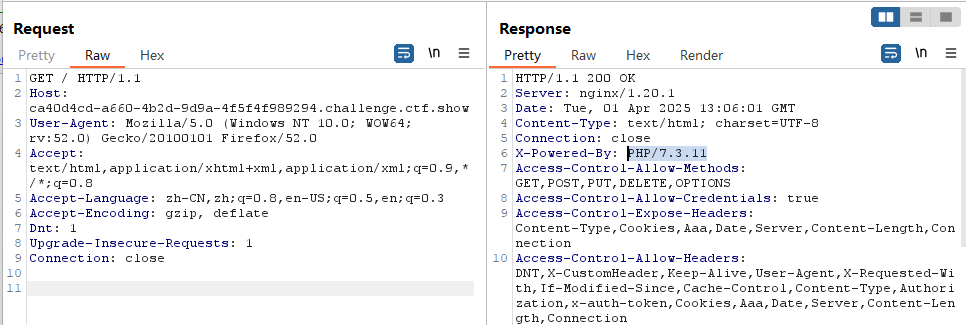 Request
Pretty Raw Hex \n
1 GET / HTTP/1.1
2 Host:
ca40d4cd-a660-4b2d-9d9a-4f5f4f989294.challenge.ctf.show
3 User-Agent: Mozilla/5.0 (Windows NT 10.0; WOW64;
rv:52.0) Gecko/20100101 Firefox/52.0
4 Accept:
text/html,application/xhtml+xml,application/xml;q=0.9,*
/*;q=0.8
5 Accept-Language: zh-CN,zh;q=0.8,en-US;q=0.5,en;q=0.3
6 Accept-Encoding: gzip, deflate
7 Dnt: 1
8 Upgrade-Insecure-Requests: 1
9 Connection: close
10
11
Response
Pretty Raw Hex Render \n
1 HTTP/1.1 200 OK
2 Server: nginx/1.20.1
3 Date: Tue, 01 Apr 2025 13:06:01 GMT
4 Content-Type: text/html; charset=UTF-8
5 Connection: close
6 X-Powered-By: PHP/7.3.11
7 Access-Control-Allow-Methods:
GET,POST,PUT,DELETE,OPTIONS
8 Access-Control-Allow-Credentials: true
9 Access-Control-Expose-Headers:
Content-Type,Cookies,Aaa,Date,Server,Content-Length,Con
nection
10 Access-Control-Allow-Headers:
DNT,X-CustomHeader,Keep-Alive,User-Agent,X-Requested-Wi
th,If-Modified-Since,Cache-Control,Content-Type,Authori
zation,x-auth-token,Cookies,Aaa,Date,Server,Content-Len
gth,Connection